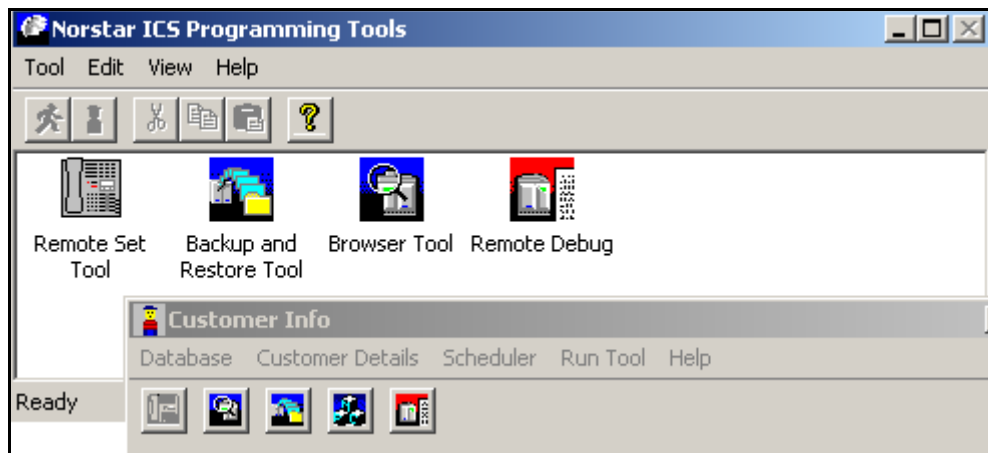 Norstar ICS Programming Tools
Tool Edit View Help
Remote Set Tool
Backup and Restore Tool
Browser Tool
Remote Debug
Customer Info
Database Customer Details Scheduler Run Tool Help
Ready